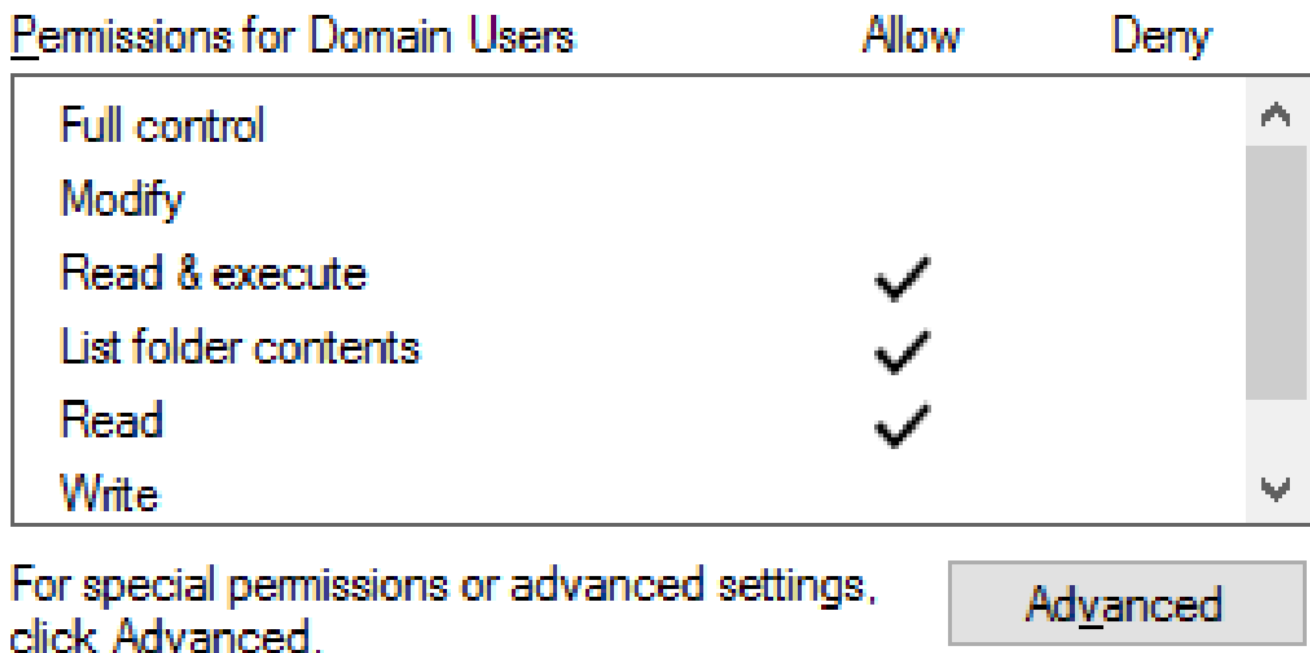 Permissions for Domain Users Allow Deny
Full control
Modify
Read & execute
List folder contents
Read
Write
For special permissions or advanced settings,
click Advanced.
Advanced